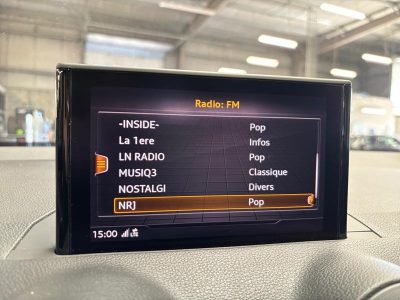 Radio: FM
-INSIDE- Pop
La 1ere Infos
LN RADIO Pop
MUSIQ3 Classique
NOSTALGI Divers
NRJ Pop
15:00